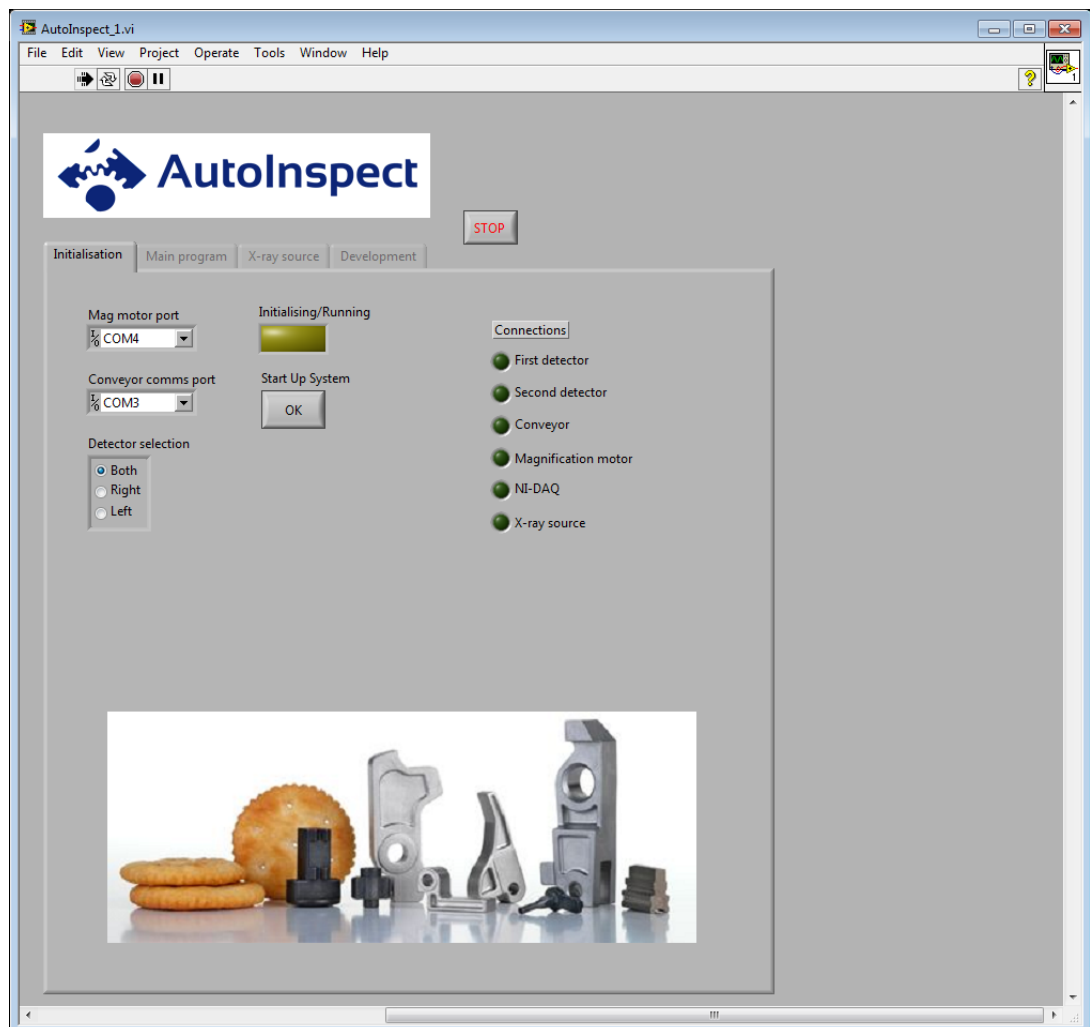 AutoInspect_1.vi
File Edit View Project Operate Tools Window Help
?
1
AutoInspect
STOP
Initialisation Main program X-ray source Development
Mag motor port
COM4
Initialising/Running
Connections
First detector
Conveyor comms port
COM3
Start Up System
OK
Second detector
Conveyor
Detector selection
Both
Right
Left
Magnification motor
NI-DAQ
X-ray source